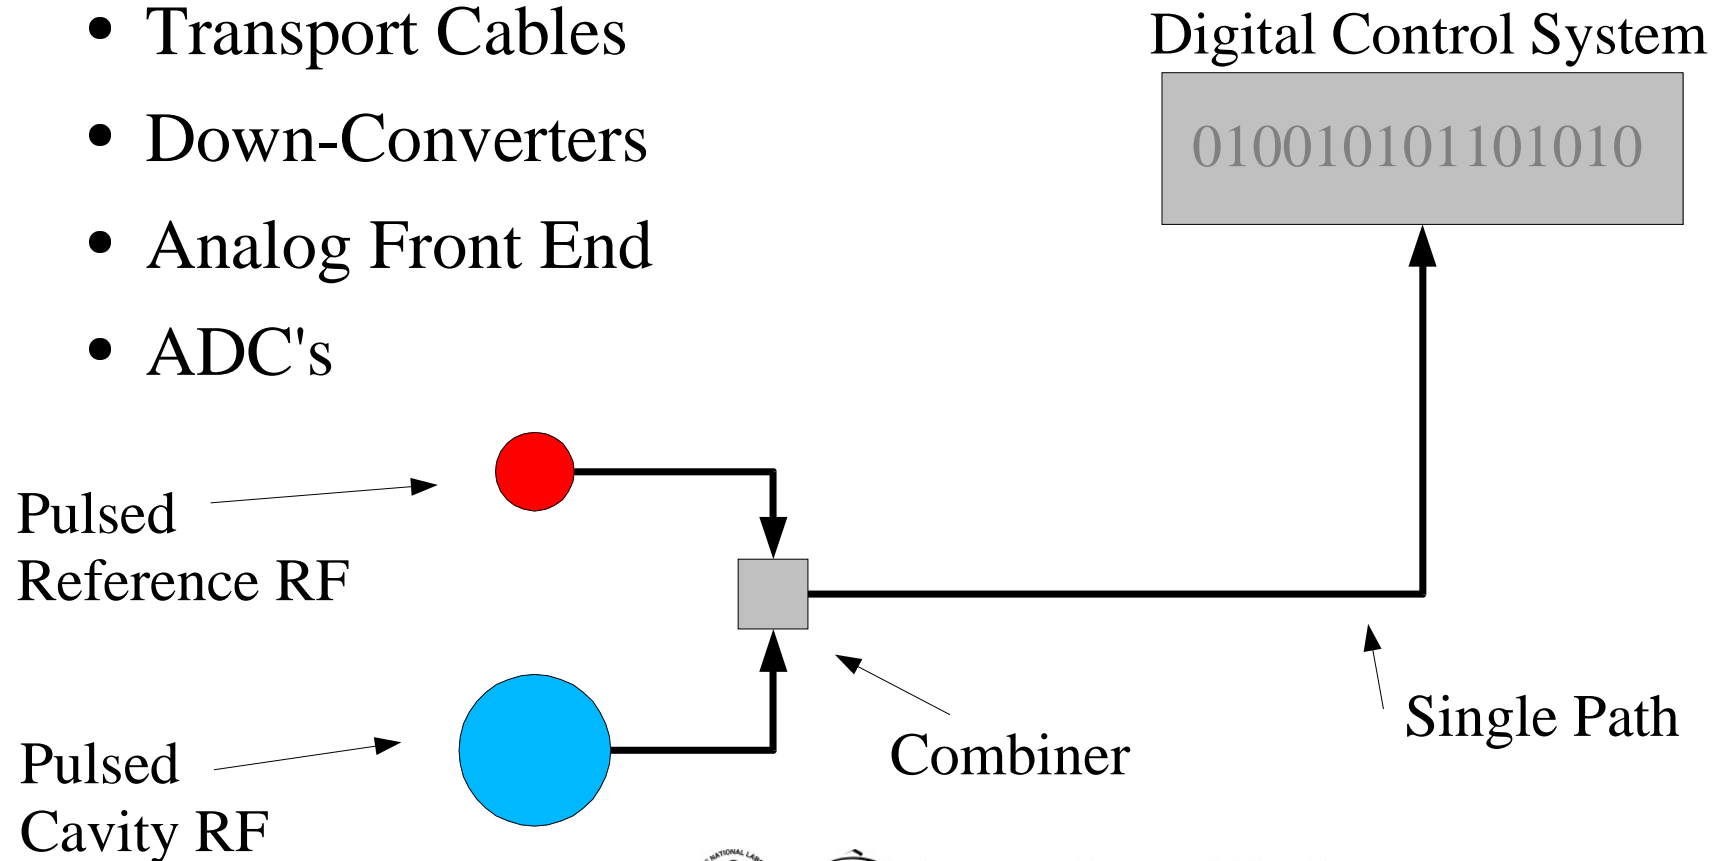 • Transport Cables
• Down-Converters
• Analog Front End
• ADC's
Digital Control System
010010101101010
Pulsed
Reference RF
Pulsed
Cavity RF
Combiner
Single Path